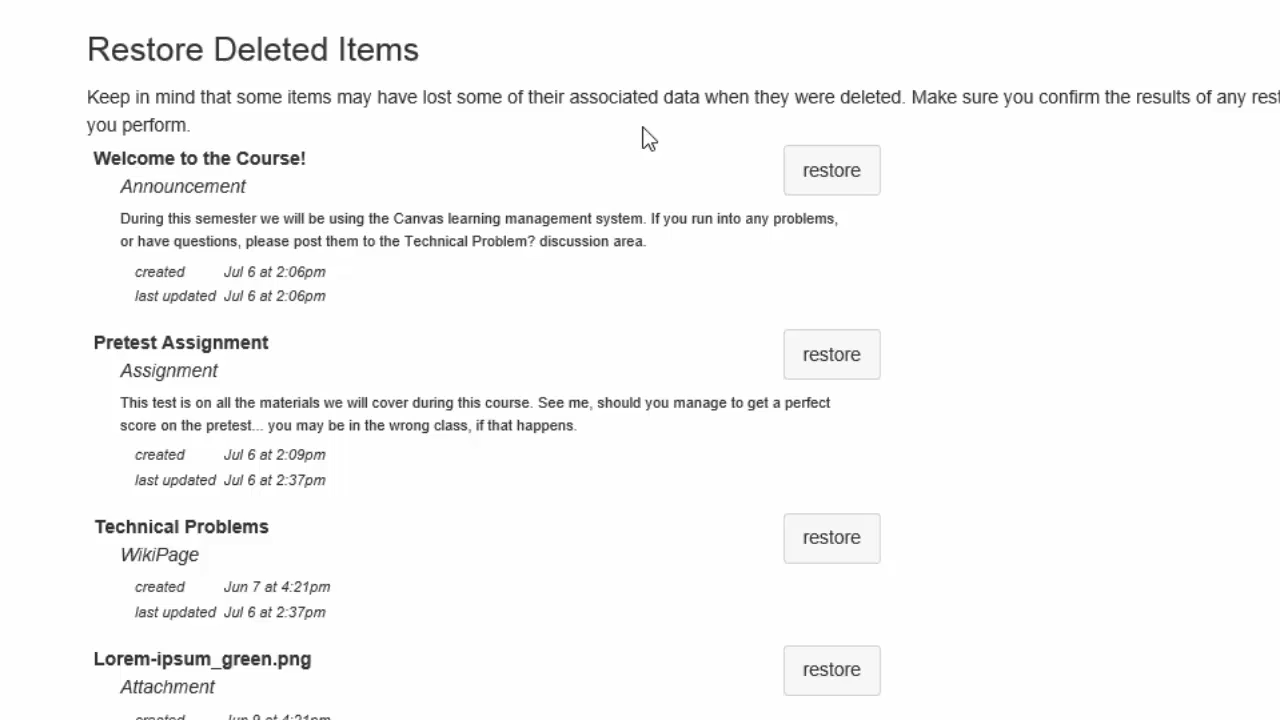 Restore Deleted Items
Keep in mind that some items may have lost some of their associated data when they were deleted. Make sure you confirm the results of any
you perform.
Welcome to the Course!
restore
Announcement
During this semester we will be using the Canvas learning management system. If you run into any problems,
or have questions, please post them to the Technical Problem? discussion area.
created Jul 6 at 2:06pm
last updated Jul 6 at 2:06pm
Pretest Assignment
restore
Assignment
This test is on all the materials we will cover during this course. See me, should you manage to get a perfect
score on the pretest... you may be in the wrong class, if that happens.
created Jul 6 at 2:09pm
last updated Jul 6 at 2:37pm
Technical Problems
restore
WikiPage
created Jun 7 at 4:21pm
last updated Jul 6 at 2:37pm
Lorem-ipsum_green.png
restore
Attachment
created Jun 9 at 4:21pm